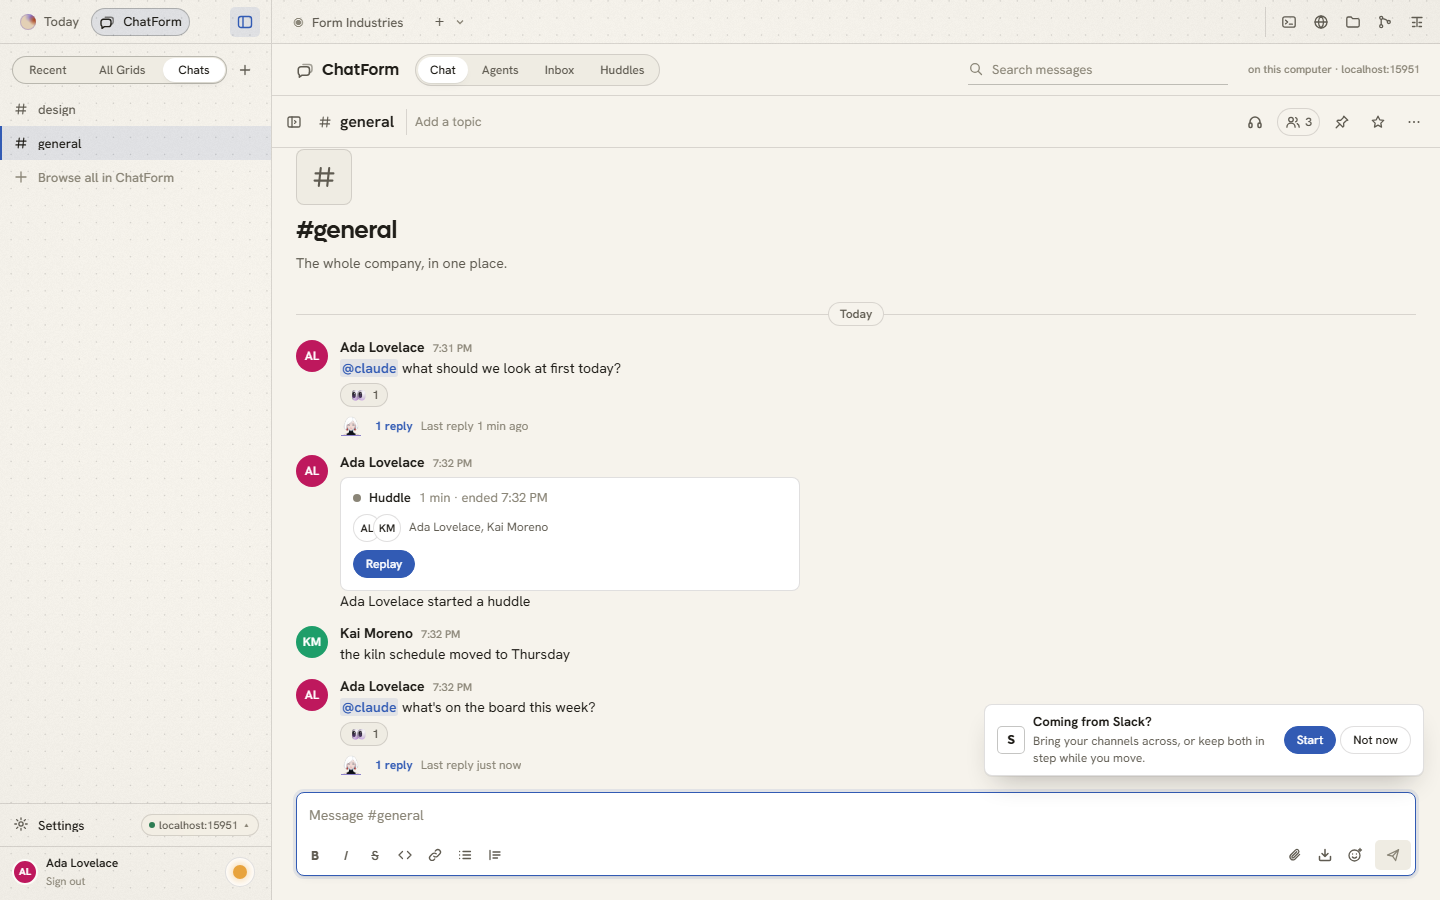 Today
ChatForm
Form Industries
Recent
All Grids
Chats
design
general
Browse all in ChatForm
ChatForm
Chat
Agents
Inbox
Huddles
Search messages
on this computer · localhost:15951
# general
Add a topic
3
#
#general
The whole company, in one place.
Today
AL
Ada Lovelace 7:31 PM
@claude what should we look at first today?
1
1 reply Last reply 1 min ago
AL
Ada Lovelace 7:32 PM
Huddle 1 min · ended 7:32 PM
AL KM Ada Lovelace, Kai Moreno
Replay
Ada Lovelace started a huddle
KM
Kai Moreno 7:32 PM
the kiln schedule moved to Thursday
AL
Ada Lovelace 7:32 PM
@claude what's on the board this week?
1
1 reply Last reply just now
S
Coming from Slack?
Bring your channels across, or keep both in
step while you move.
Start
Not now
Message #general
B I S
Settings
localhost:15951
AL
Ada Lovelace
Sign out